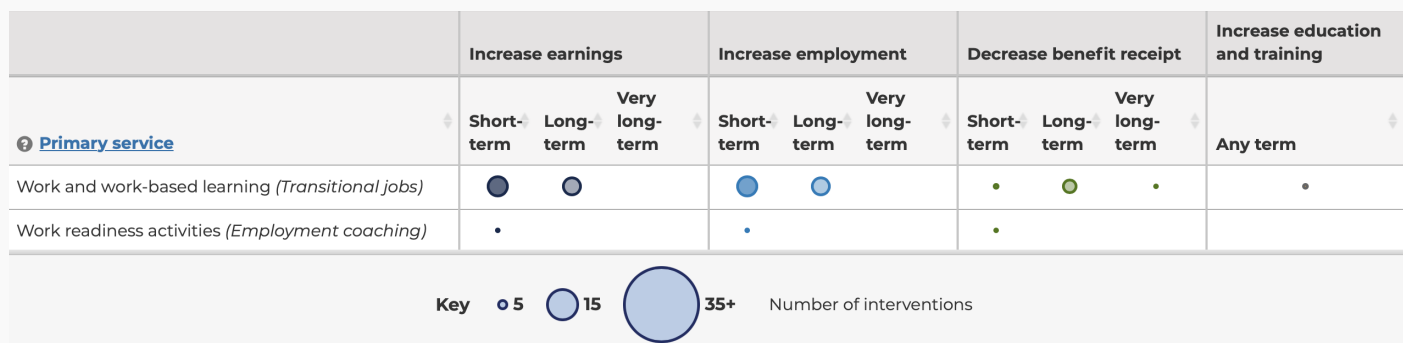 Increase earnings
Increase employment
Decrease benefit receipt
Increase education
and training
? Primary service
Short-
term
Long-
term
Very
long-
term
Short-
term
Long-
term
Very
long-
term
Short-
term
Long-
term
Very
long-
term
Any term
Work and work-based learning (Transitional jobs)
Work readiness activities (Employment coaching)
Key 5 15 35+ Number of interventions